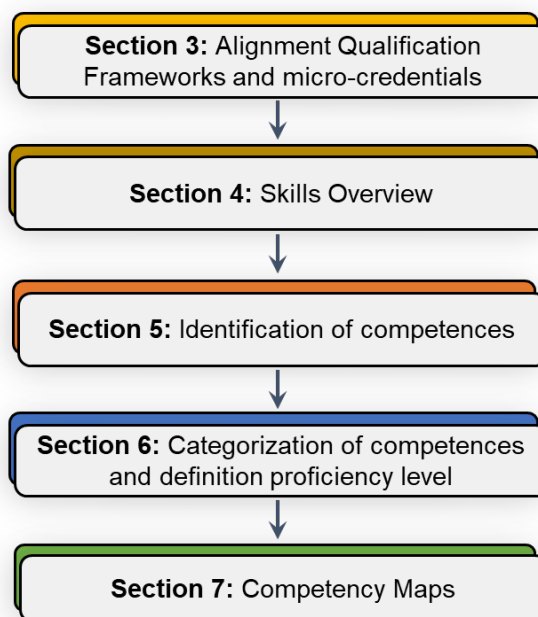 Section 3: Alignment Qualification
Frameworks and micro-credentials
Section 4: Skills Overview
Section 5: Identification of competences
Section 6: Categorization of competences
and definition proficiency level
Section 7: Competency Maps